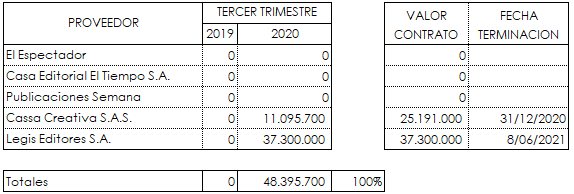 PROVEEDOR TERCER TRIMESTRE VALOR CONTRATO FECHA TERMINACION
2019 2020
El Espectador 0 0 0
Casa Editorial El Tiempo S.A. 0 0 0
Publicaciones Semana 0 0 0
Cassa Creativa S.A.S. 0 11.095.700 25.191.000 31/12/2020
Legis Editores S.A. 0 37.300.000 37.300.000 8/06/2021
Totales 0 48.395.700 100%